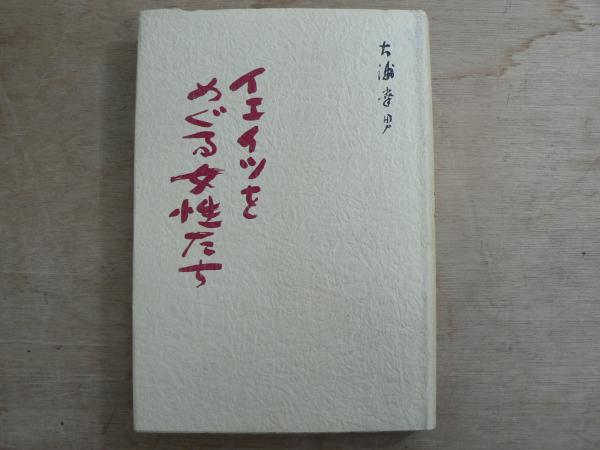 大浦幸男
イエイツを
めぐる女性たち